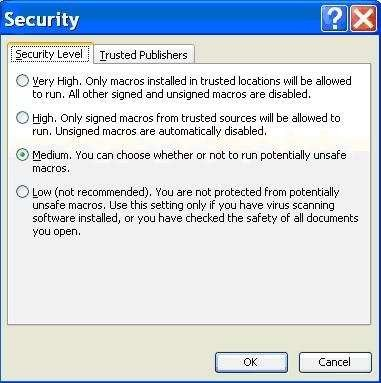 Security
Security Level
Trusted Publishers
Very High. Only macros installed in trusted locations will be allowed
to run. All other signed and unsigned macros are disabled.
High. Only signed macros from trusted sources will be allowed to
run. Unsigned macros are automatically disabled.
Medium. You can choose whether or not to run potentially unsafe
macros.
Low (not recommended). You are not protected from potentially
unsafe macros. Use this setting only if you have virus scanning
software installed, or you have checked the safety of all documents
you open.
OK
Cancel